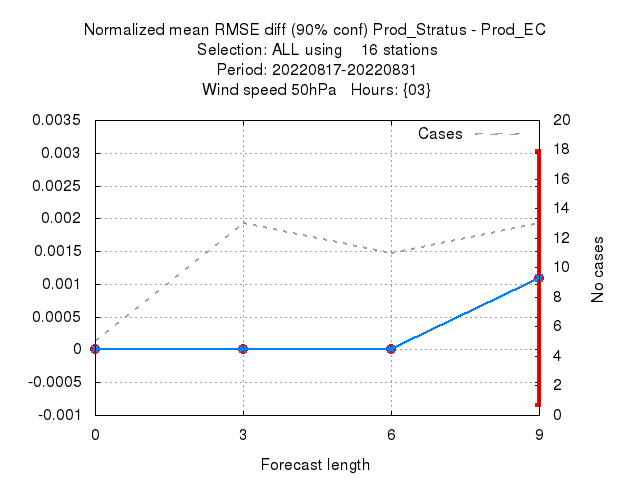 Normalized mean RMSE diff (90% conf) Prod_Stratus - Prod_EC
Selection: ALL using    16 stations
Period: 20220817-20220831
Wind speed 50hPa   Hours: {03}
Cases
0.0035
0.003
0.0025
0.002
0.0015
0.001
0.0005
0
-0.0005
-0.001
20
18
16
14
12
10
8
6
4
2
0
No cases
0 3 6 9
Forecast length